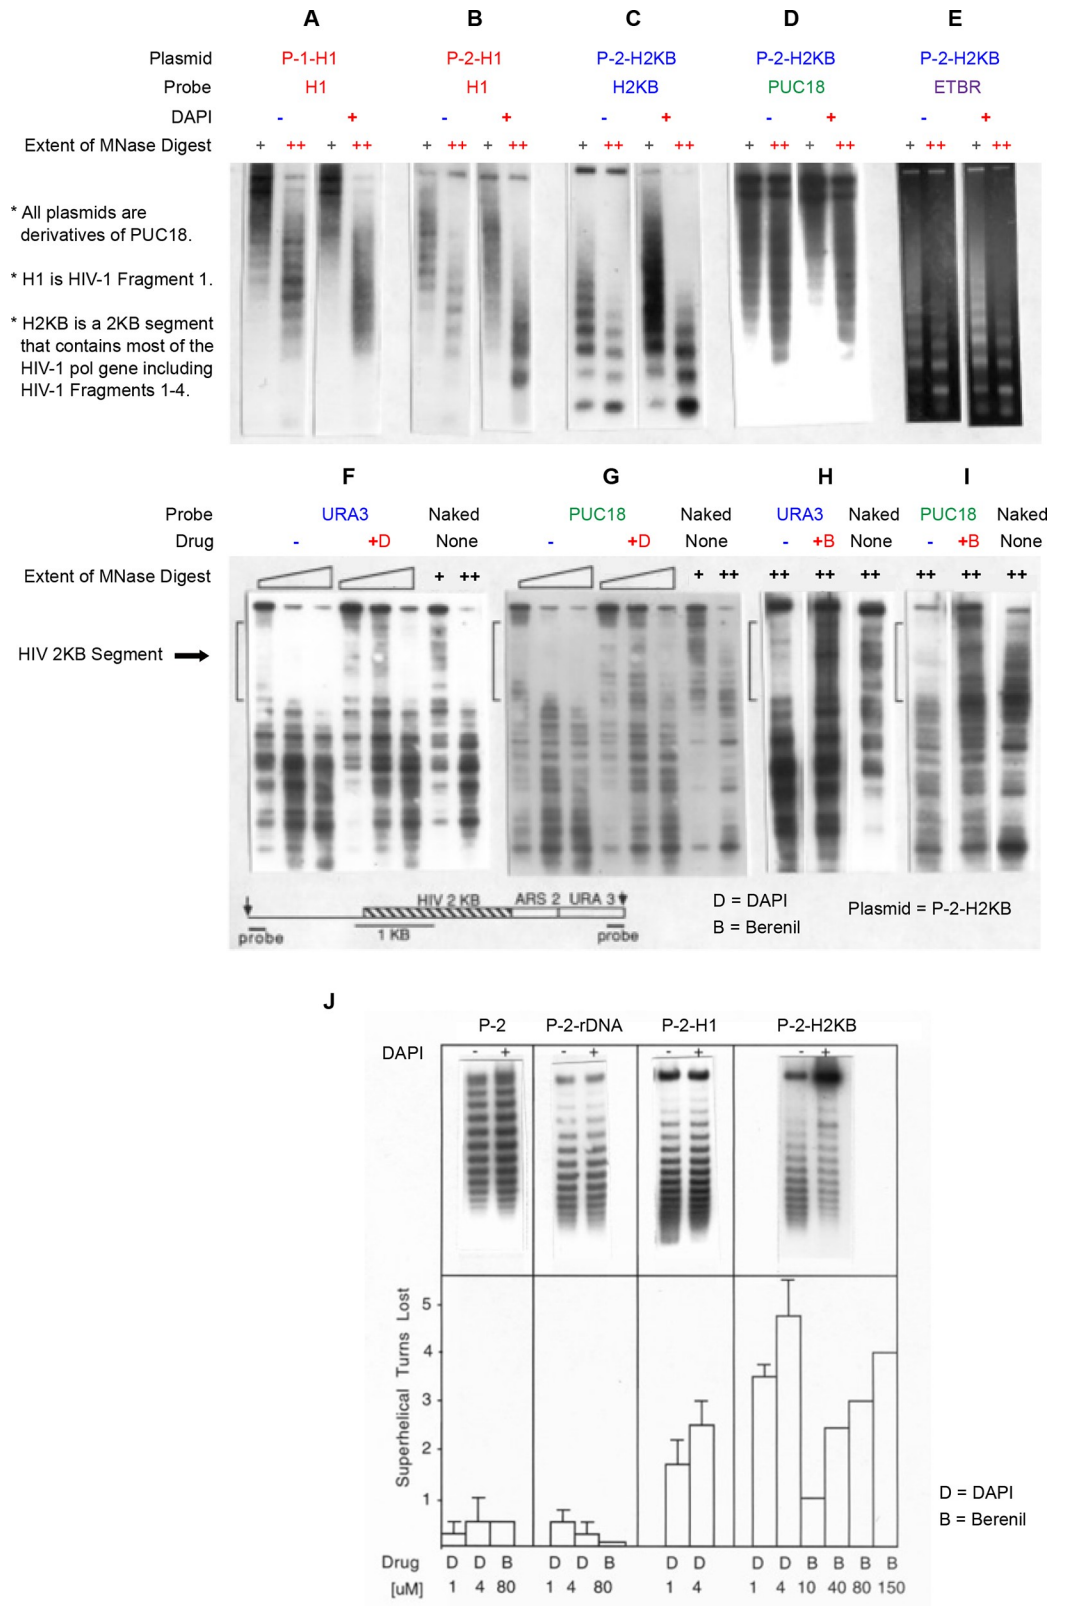 A B C D E
Plasmid P-1-H1 P-2-H1 P-2-H2KB P-2-H2KB P-2-H2KB
Probe H1 H1 H2KB PUC18 ETBR
DAPI - + - + - + - + - +
Extent of MNase Digest + ++ + ++ + ++ + ++ + ++ + ++ + ++ + ++ + ++ + ++
* All plasmids are
derivatives of PUC18.
* H1 is HIV-1 Fragment 1.
* H2KB is a 2KB segment
that contains most of the
HIV-1 pol gene including
HIV-1 Fragments 1-4.
F G H I
Probe URA3 Naked PUC18 Naked URA3 Naked PUC18 Naked
Drug - +D None - +D None - +B None - +B None
Extent of MNase Digest + ++ + ++ ++ ++ ++ ++ ++ ++
HIV 2KB Segment
HIV 2 KB ARS 2 URA 3
probe 1 KB probe
D = DAPI
B = Berenil
Plasmid = P-2-H2KB
J
P-2 P-2-rDNA P-2-H1 P-2-H2KB
DAPI - + - + - + - +
Superhelical Turns Lost
5
4
3
2
1
D = DAPI
B = Berenil
Drug D D B D D B D D D D B B B B
[uM] 1 4 80 1 4 80 1 4 1 4 10 40 80 150